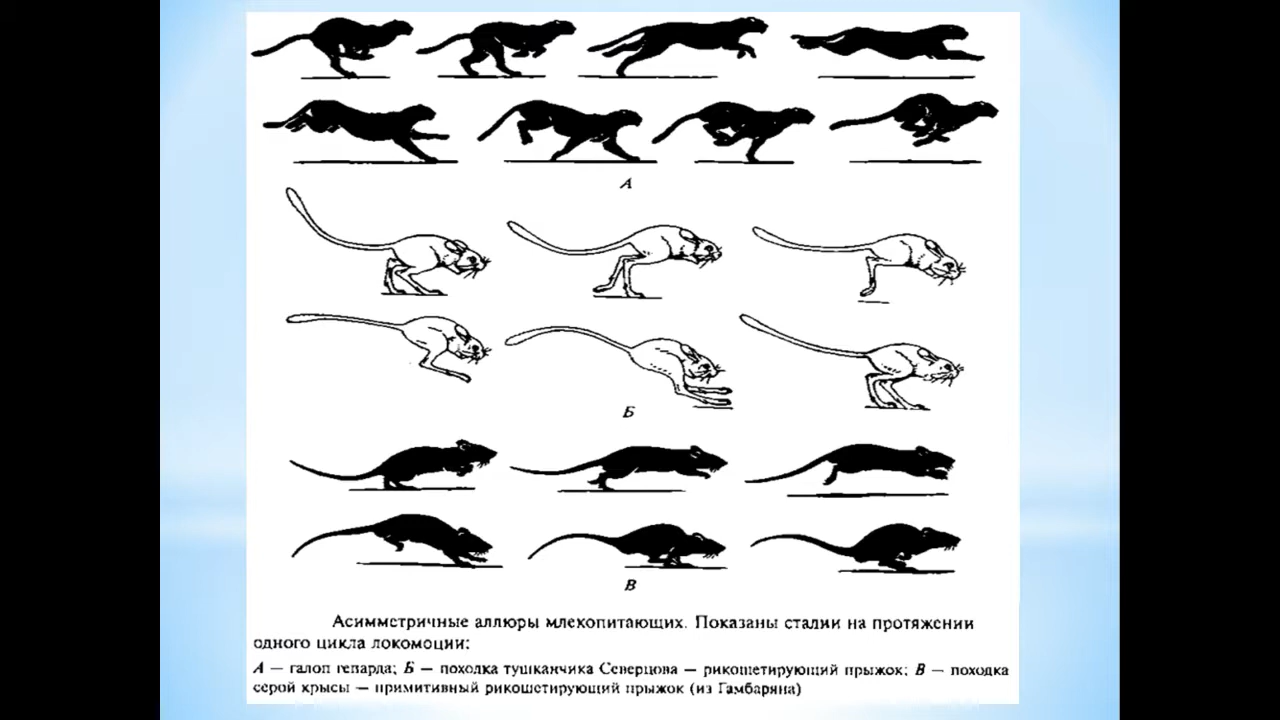 А
Б
В
Асимметричные аллюры млекопитающих. Показаны стадии на протяжении
одного цикла локомоции:
А — галоп гепарда; Б — походка тушканчика Северцова — рикошетирующий прыжок; В — походка
серой крысы — примитивный рикошетирующий прыжок (из Гамбаряна)